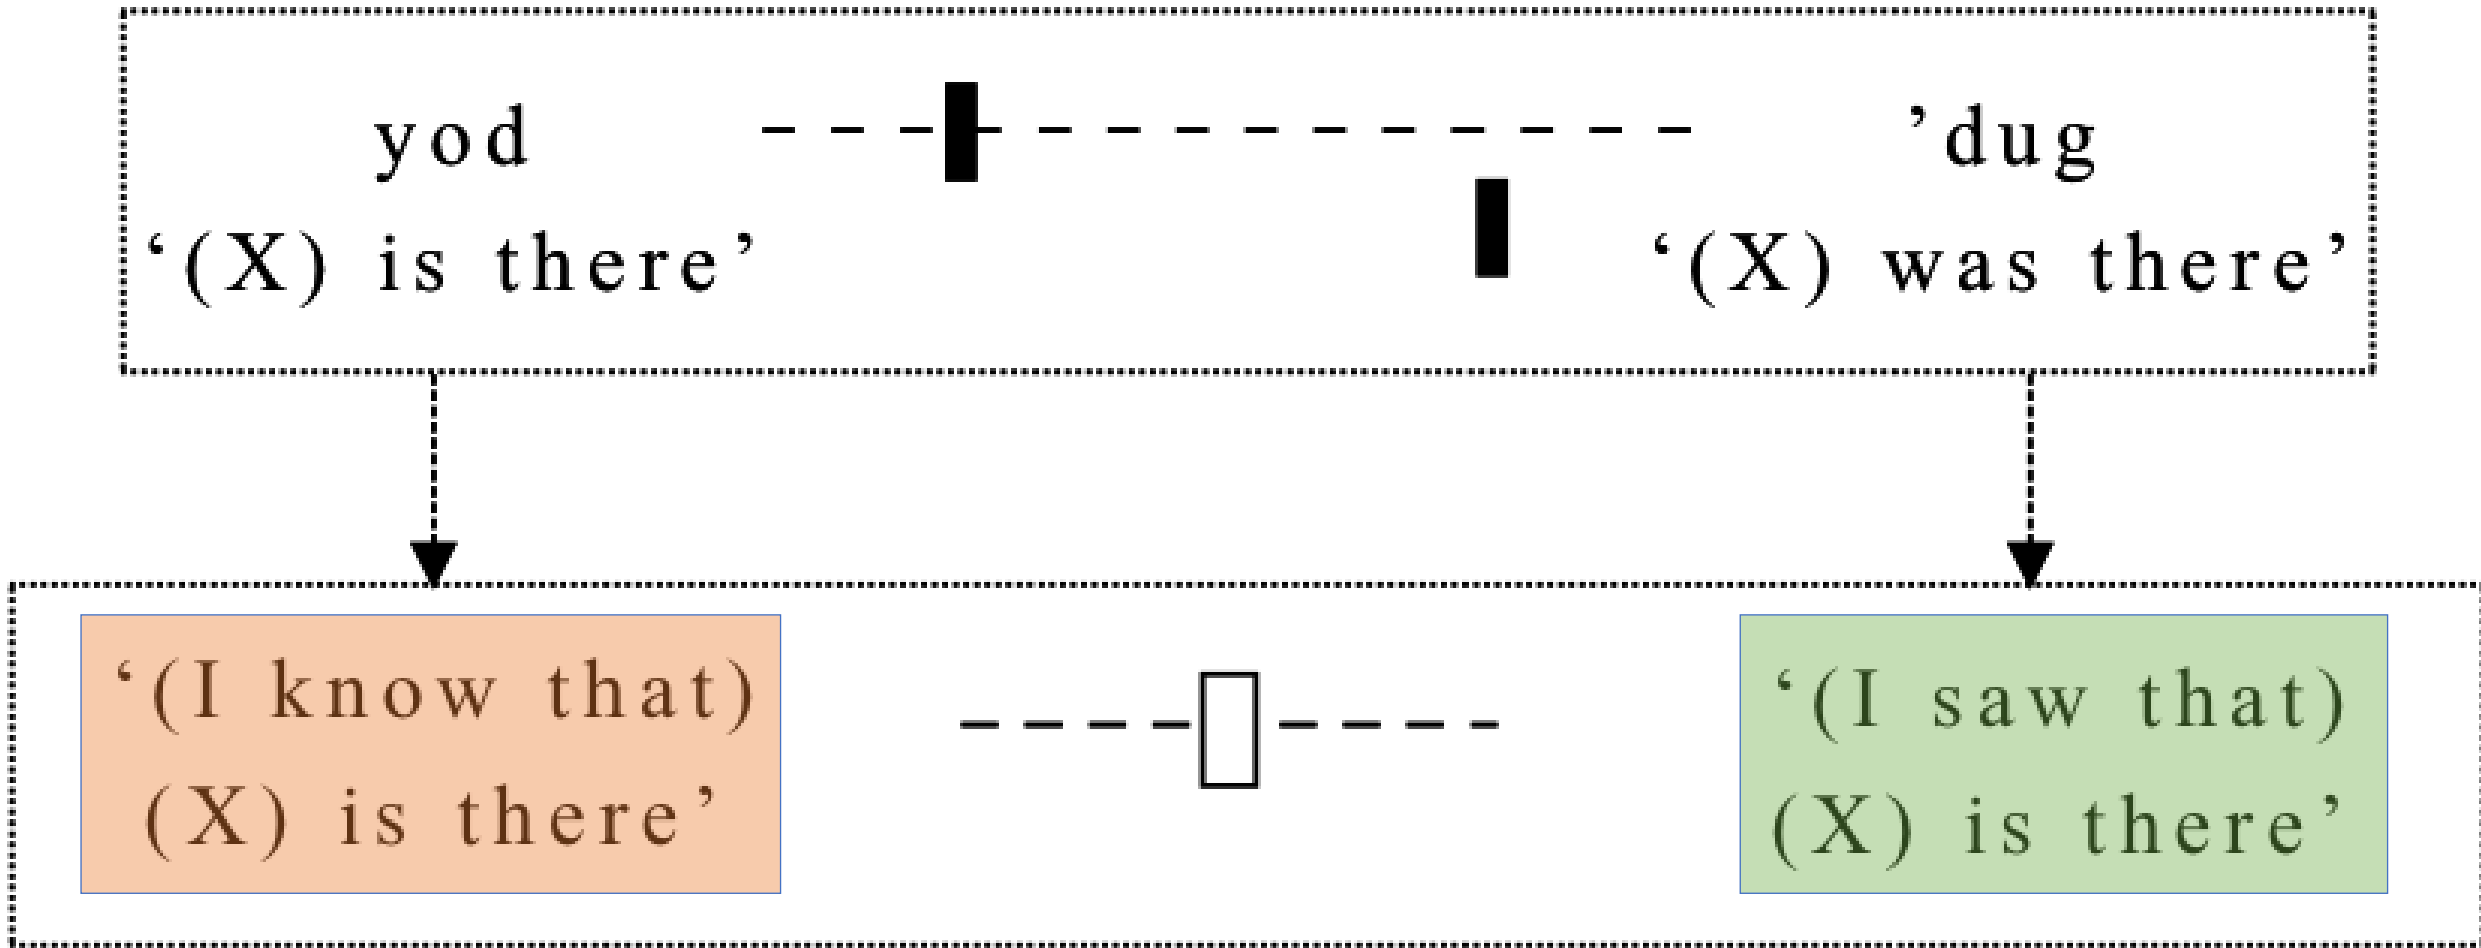 yod
‘(X) is there’
’dug
‘(X) was there’
‘(I know that)
(X) is there’
‘(I saw that)
(X) is there’